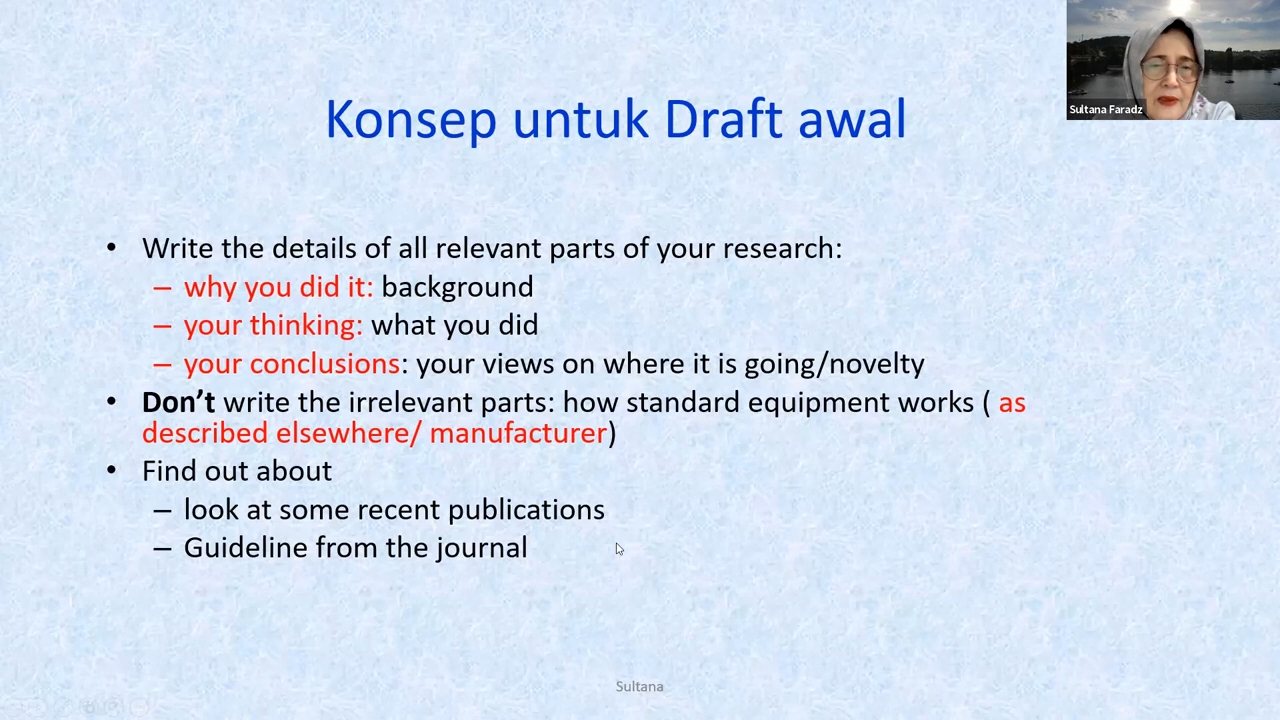 Konsep untuk Draft awal
Sultana Faradz
• Write the details of all relevant parts of your research:
– why you did it: background
– your thinking: what you did
– your conclusions: your views on where it is going/novelty
• Don’t write the irrelevant parts: how standard equipment works ( as
described elsewhere/ manufacturer)
• Find out about
– look at some recent publications
– Guideline from the journal
Sultana